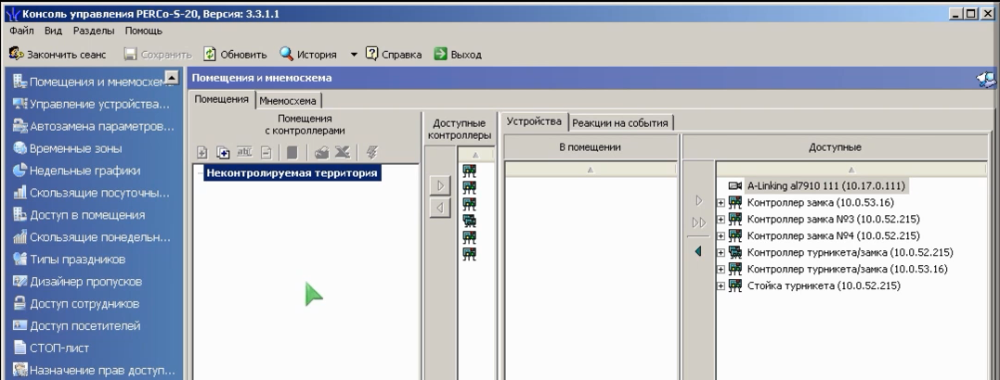 Консоль управления PERCo-S-20, Версия: 3.3.1.1
Файл Вид Разделы Помощь
Закончить сеанс Сохранить Обновить История Справка Выход
Помещения и мнемосхем
Управление устройства...
Автозамена параметров...
Временные зоны
Недельные графики
Скользящие посуточны...
Доступ в помещения
Скользящие понедельн...
Типы праздников
Дизайнер пропусков
Доступ сотрудников
Доступ посетителей
СТОП-лист
Назначение прав доступ...
Помещения и мнемосхема
Помещения Мнемосхема
Помещения
с контроллерами
abc
Неконтролируемая территория
Доступные
контроллеры
Устройства Реакции на события
В помещении
Доступные
A-Linking al7910 111 (10.17.0.111)
Контроллер замка (10.0.53.16)
Контроллер замка №3 (10.0.52.215)
Контроллер замка №4 (10.0.52.215)
Контроллер турникета/замка (10.0.52.215)
Контроллер турникета/замка (10.0.53.16)
Стойка турникета (10.0.52.215)